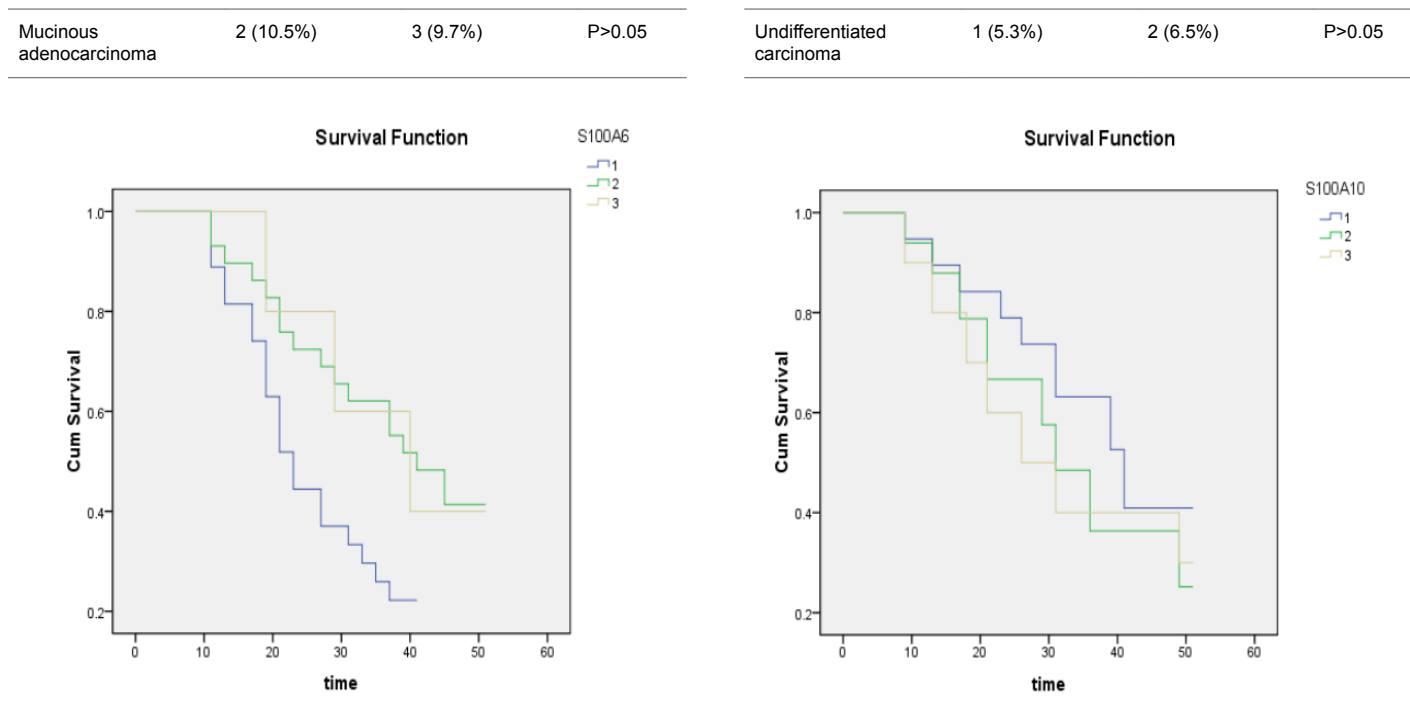 Mucinous adenocarcinoma 2 (10.5%) 3 (9.7%) P>0.05
Undifferentiated carcinoma 1 (5.3%) 2 (6.5%) P>0.05
Survival Function
S100A6
1
2
3
1.0
0.8
0.6
0.4
0.2
Cum Survival
0 10 20 30 40 50 60
time
Survival Function
S100A10
1
2
3
1.0
0.8
0.6
0.4
0.2
Cum Survival
0 10 20 30 40 50 60
time